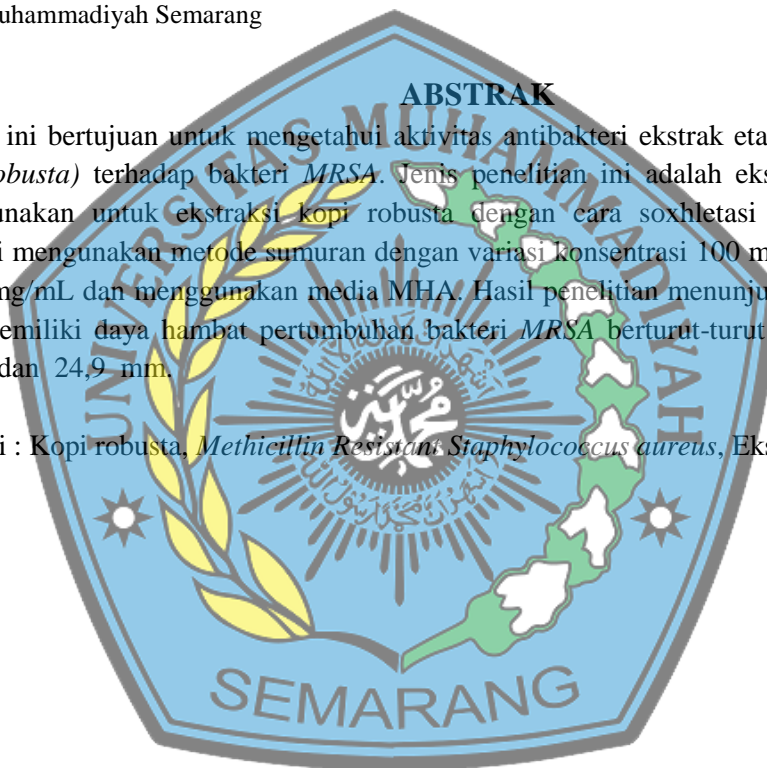 uhammadiyah Semarang
ABSTRAK
ini bertujuan untuk mengetahui aktivitas antibakteri ekstrak eta
obusta) terhadap bakteri MRSA. Jenis penelitian ini adalah eks
unakan untuk ekstraksi kopi robusta dengan cara soxhletasi
i mengunakan metode sumuran dengan variasi konsentrasi 100 m
mg/mL dan menggunakan media MHA. Hasil penelitian menunju
emiliki daya hambat pertumbuhan bakteri MRSA berturut-turut
dan 24,9 mm.
i : Kopi robusta, Methicillin Resistant Staphylococcus aureus, Eks
UNIVERSITAS MUHAMMADIYAH
SEMARANG